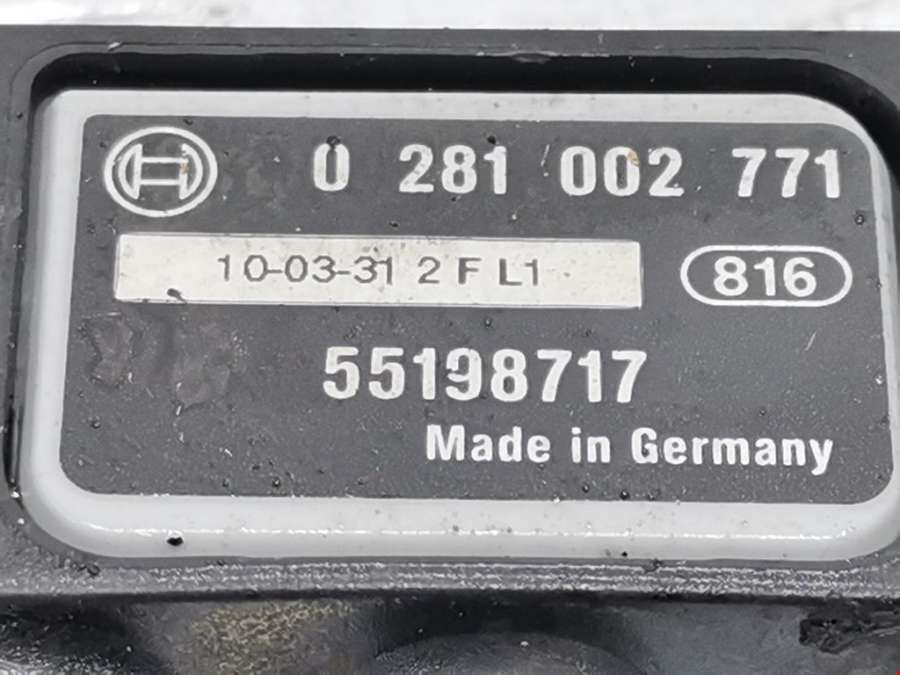 0 281 002 771
10-03-31 2 F L1
816
55198717
Made in Germany